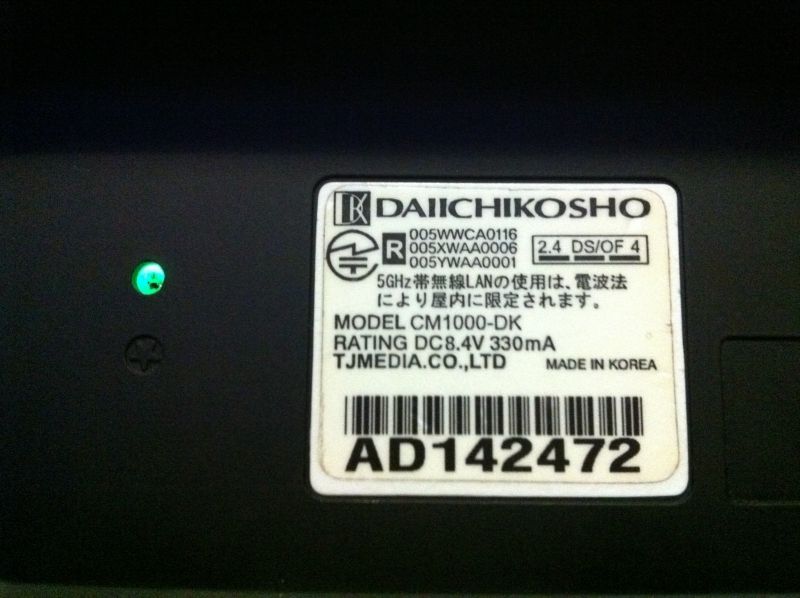 DAIICHIKOSHO
R
005WWCA0116
005XWAA0006
005YWAA0001
2.4 DS/OF 4
5GHz帯無線LANの使用は、電波法
により屋内に限定されます。
MODEL CM1000-DK
RATING DC8.4V 330mA
TJMEDIA.CO.,LTD MADE IN KOREA
AD142472